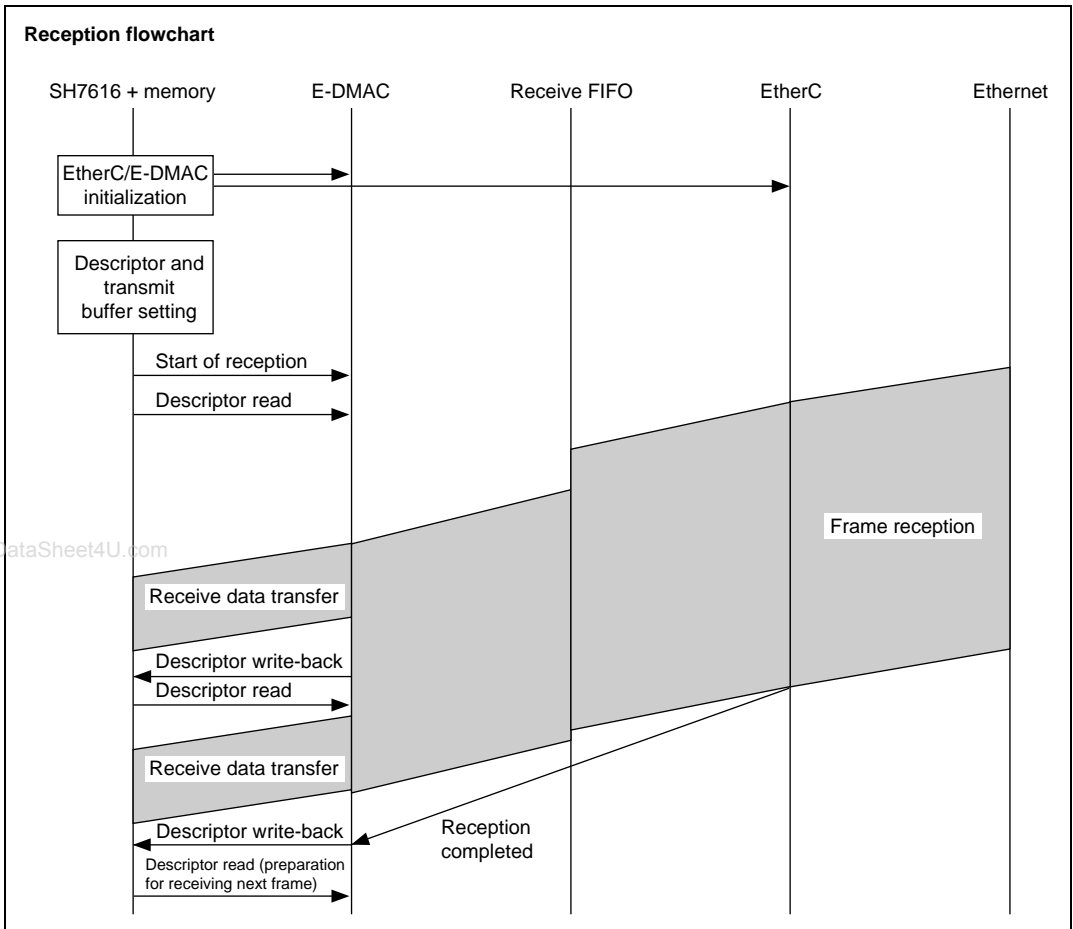 Reception flowchart
SH7616 + memory E-DMAC Receive FIFO EtherC Ethernet
EtherC/E-DMAC
initialization
Descriptor and
transmit
buffer setting
Start of reception
Descriptor read
Frame reception
DataSheet4U.com
Receive data transfer
Descriptor write-back
Descriptor read
Receive data transfer
Descriptor write-back
Reception
completed
Descriptor read (preparation
for receiving next frame)